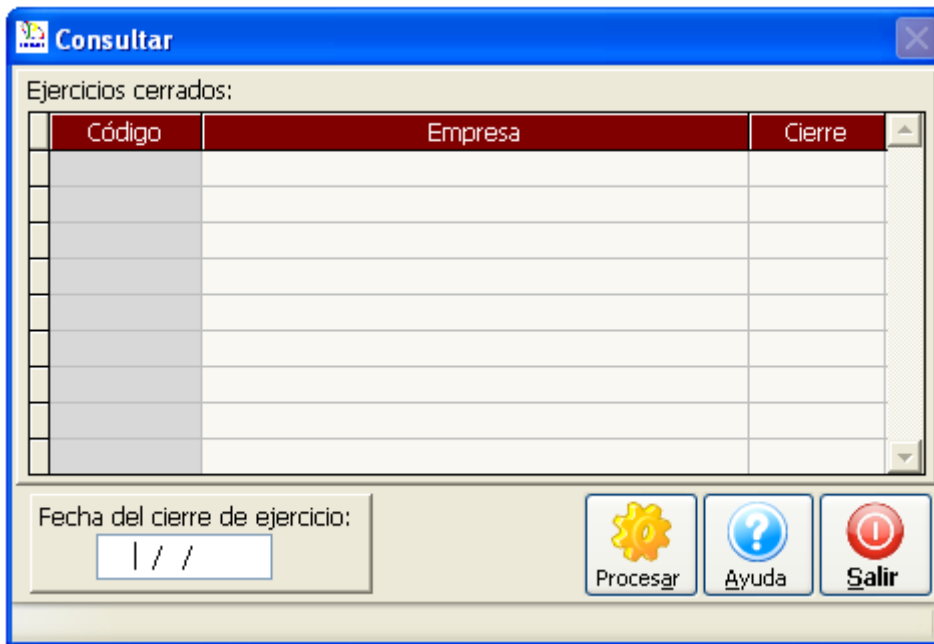 Consultar
Ejercicios cerrados:
Código Empresa Cierre
Fecha del cierre de ejercicio:
/ /
Procesar Ayuda Salir